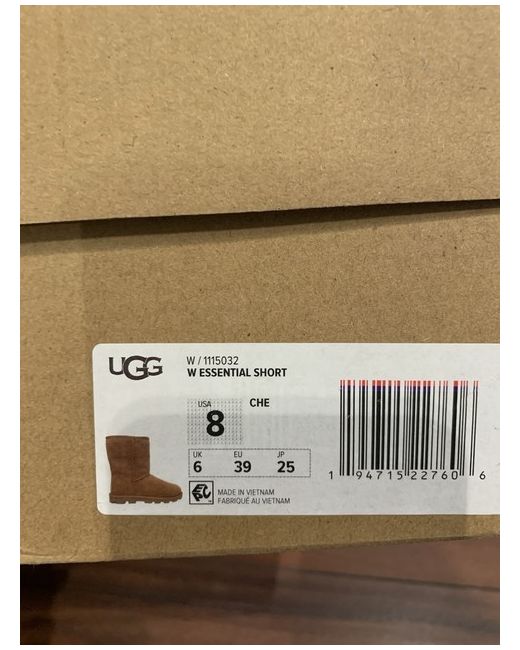 UGG
W / 1115032
W ESSENTIAL SHORT
USA
8
CHE
UK EU JP
6 39 25
MADE IN VIETNAM
FABRIQUÉ AU VIETNAM
1 94715 22760 6